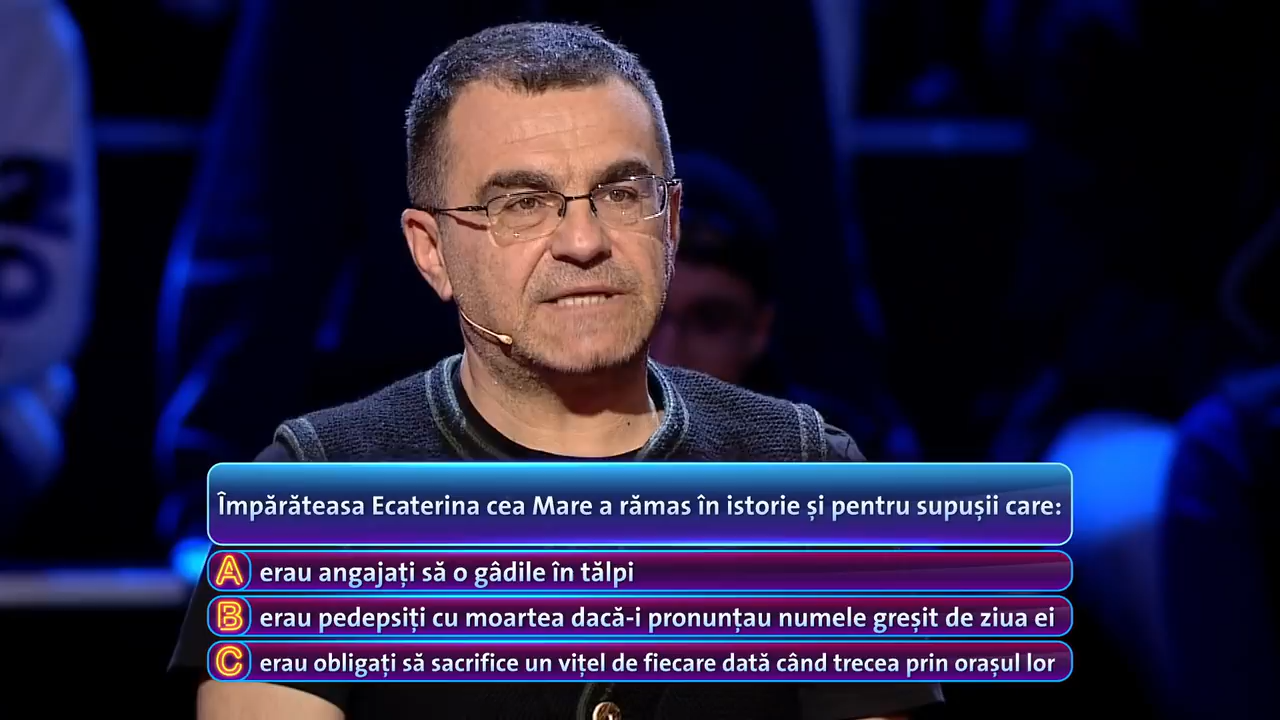 Împărăteasa Ecaterina cea Mare a rămas în istorie și pentru supușii care:
A erau angajați să o gâdile în tălpi
B erau pedepsiți cu moartea dacă-i pronunțau numele greșit de ziua ei
C erau obligați să sacrifice un vițel de fiecare dată când trecea prin orașul lor